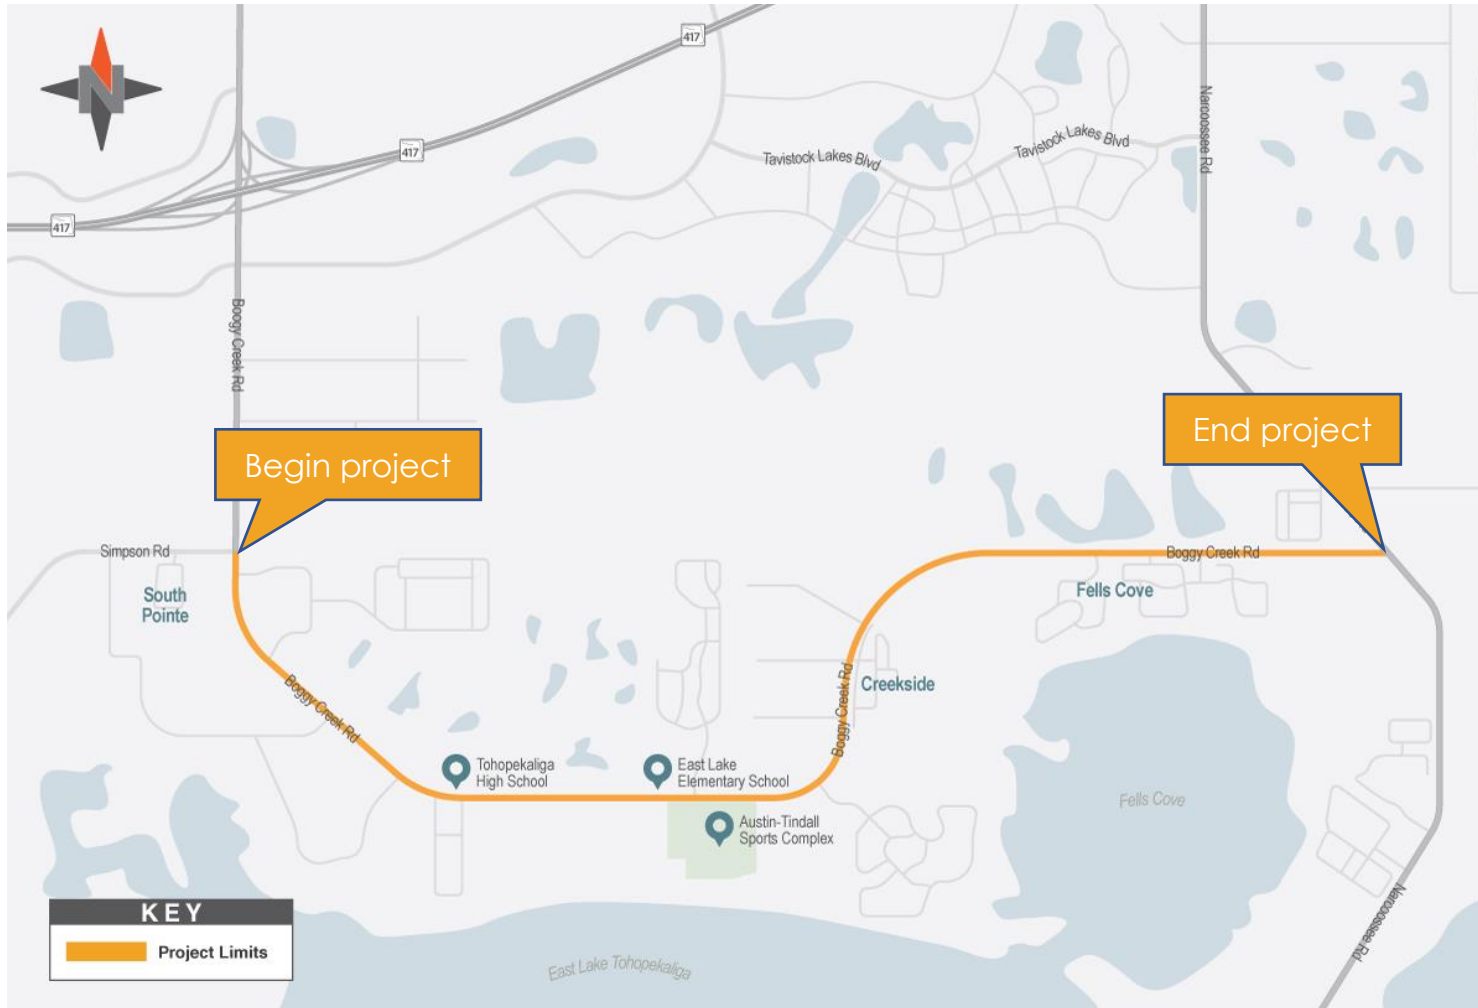 N
417
417
417
Tavistock Lakes Blvd
Tavistock Lakes Blvd
Narcoossee Rd
Boogy Creek Rd
Begin project
End project
Simpson Rd
South
Pointe
Boggy Creek Rd
Fells Cove
Boggy Creek Rd
Boggy Creek Rd
Creekside
Tohopekaliga
High School
East Lake
Elementary School
Austin-Tindall
Sports Complex
Fells Cove
Narcoossee Rd
East Lake Tohopekaliga
KEY
Project Limits